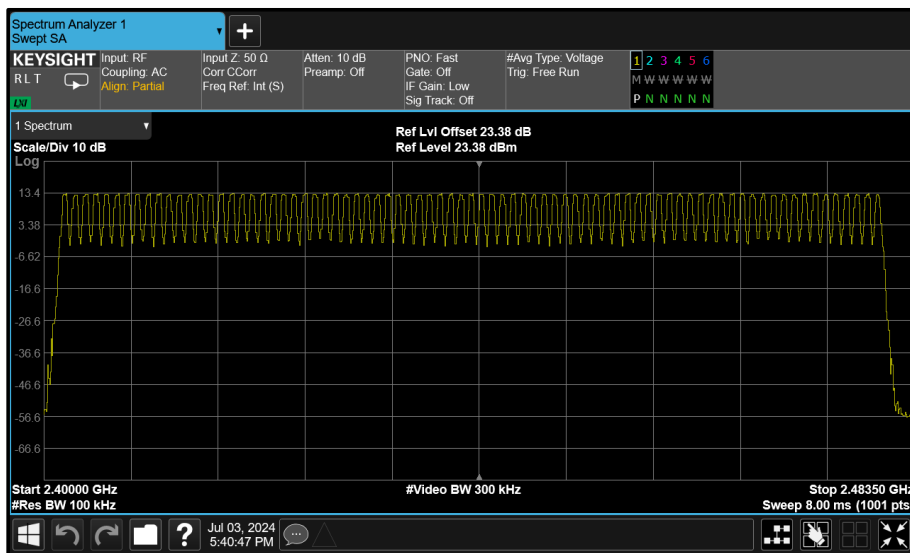 Spectrum Analyzer 1
Swept SA
KEYSIGHT
R L T
LXI
Input: RF
Coupling: AC
Align: Partial
Input Z: 50 Ω
Corr CCorr
Freq Ref: Int (S)
Atten: 10 dB
Preamp: Off
PNO: Fast
Gate: Off
IF Gain: Low
Sig Track: Off
#Avg Type: Voltage
Trig: Free Run
1 2 3 4 5 6
M W W W W W
P N N N N N
1 Spectrum
Scale/Div 10 dB
Ref Lvl Offset 23.38 dB
Ref Level 23.38 dBm
Log
13.4
3.38
-6.62
-16.6
-26.6
-36.6
-46.6
-56.6
-66.6
Start 2.40000 GHz
#Res BW 100 kHz
#Video BW 300 kHz
Stop 2.48350 GHz
Sweep 8.00 ms (1001 pts
Jul 03, 2024
5:40:47 PM